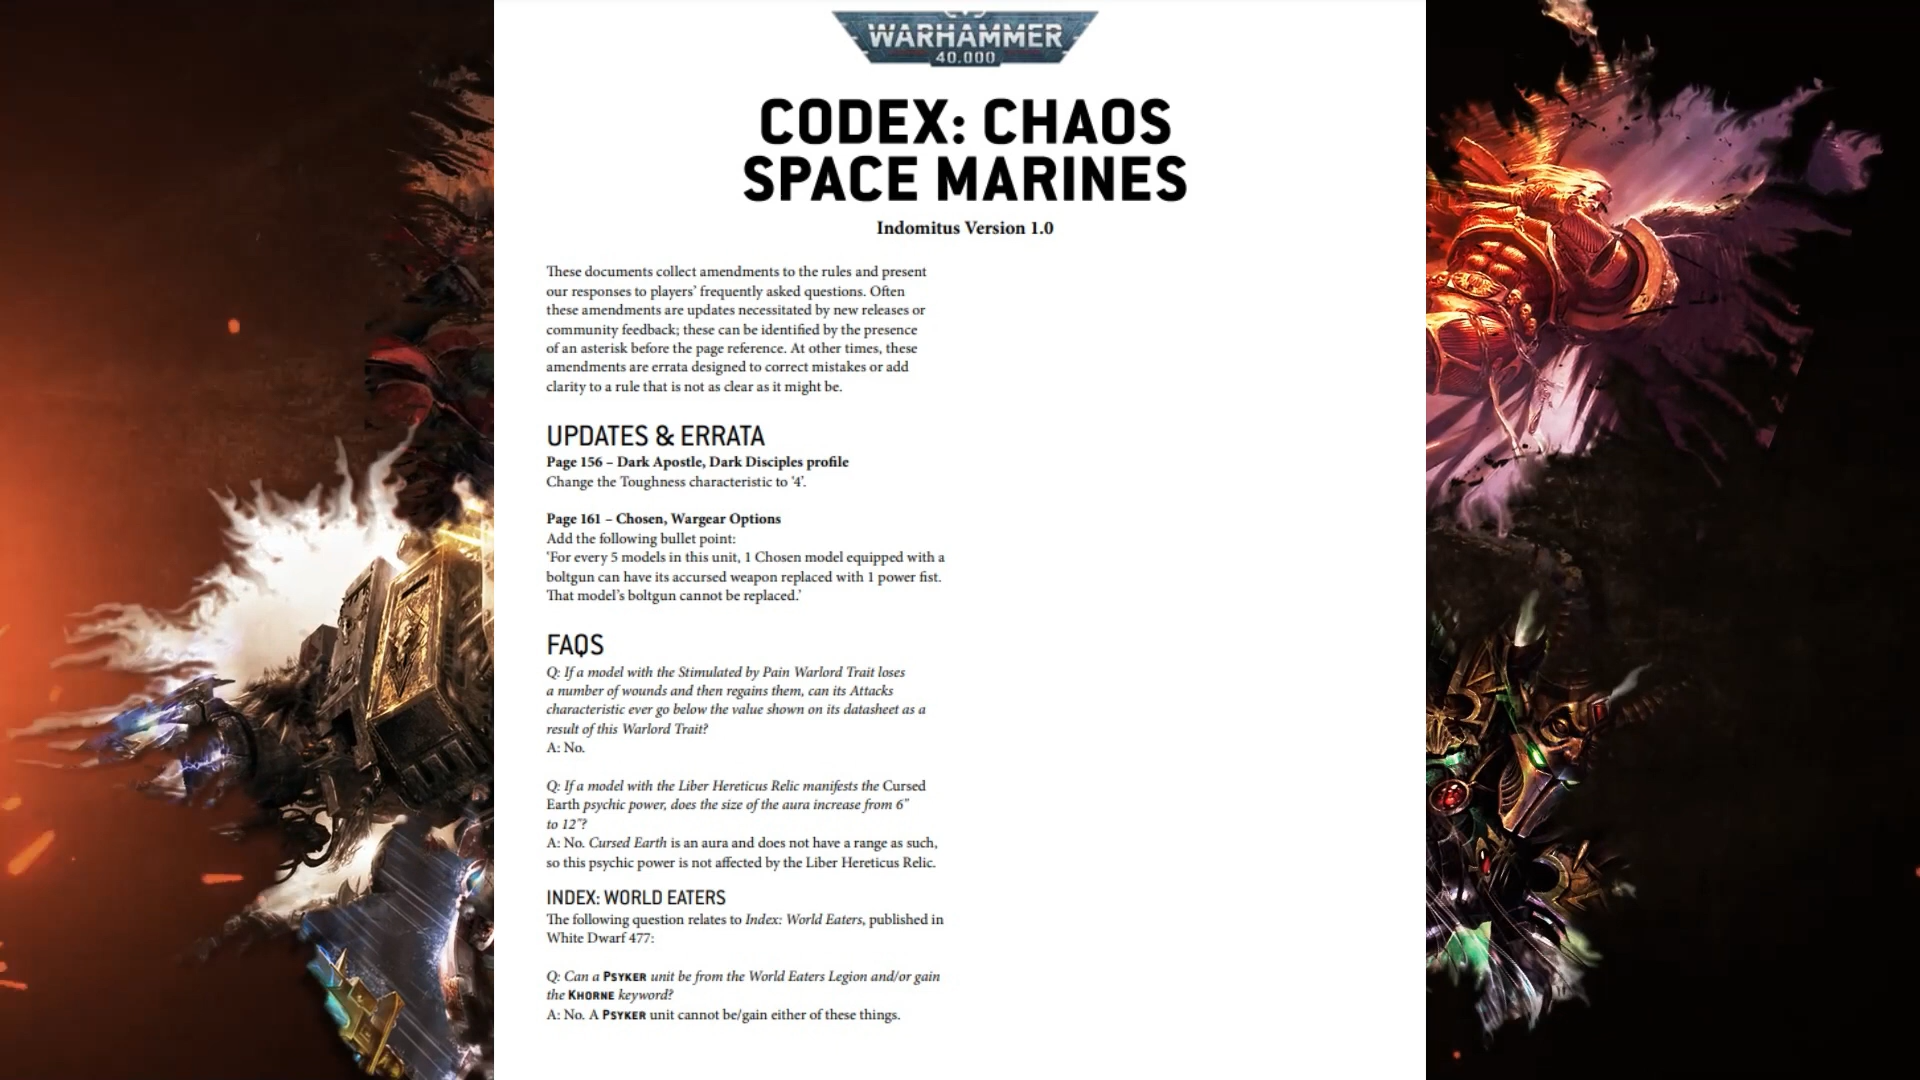 WARHAMMER
40,000
CODEX: CHAOS
SPACE MARINES
Indomitus Version 1.0
These documents collect amendments to the rules and present
our responses to players’ frequently asked questions. Often
these amendments are updates necessitated by new releases or
community feedback; these can be identified by the presence
of an asterisk before the page reference. At other times, these
amendments are errata designed to correct mistakes or add
clarity to a rule that is not as clear as it might be.
UPDATES & ERRATA
Page 156 – Dark Apostle, Dark Disciples profile
Change the Toughness characteristic to ‘4’.
Page 161 – Chosen, Wargear Options
Add the following bullet point:
‘For every 5 models in this unit, 1 Chosen model equipped with a
boltgun can have its accursed weapon replaced with 1 power fist.
That model’s boltgun cannot be replaced.’
FAQS
Q: If a model with the Stimulated by Pain Warlord Trait loses
a number of wounds and then regains them, can its Attacks
characteristic ever go below the value shown on its datasheet as a
result of this Warlord Trait?
A: No.
Q: If a model with the Liber Hereticus Relic manifests the Cursed
Earth psychic power, does the size of the aura increase from 6"
to 12"?
A: No. Cursed Earth is an aura and does not have a range as such,
so this psychic power is not affected by the Liber Hereticus Relic.
INDEX: WORLD EATERS
The following question relates to Index: World Eaters, published in
White Dwarf 477:
Q: Can a PSYKER unit be from the World Eaters Legion and/or gain
the KHORNE keyword?
A: No. A PSYKER unit cannot be/gain either of these things.